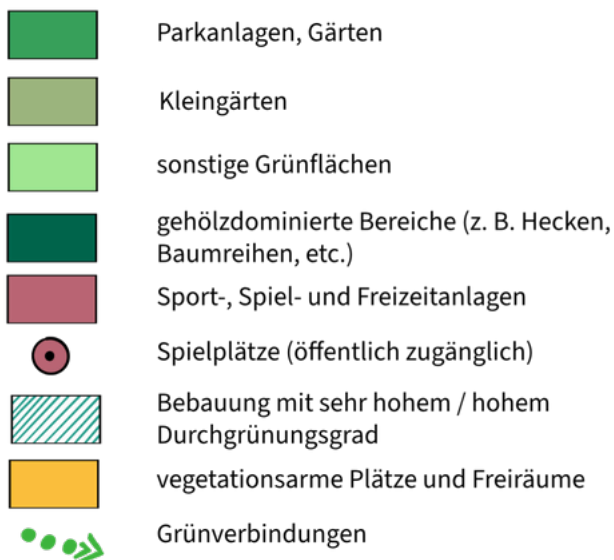 Parkanlagen, Gärten
Kleingärten
sonstige Grünflächen
gehölzdominierte Bereiche (z. B. Hecken,
Baumreihen, etc.)
Sport-, Spiel- und Freizeitanlagen
Spielplätze (öffentlich zugänglich)
Bebauung mit sehr hohem / hohem
Durchgrünungsgrad
vegetationsarme Plätze und Freiräume
Grünverbindungen